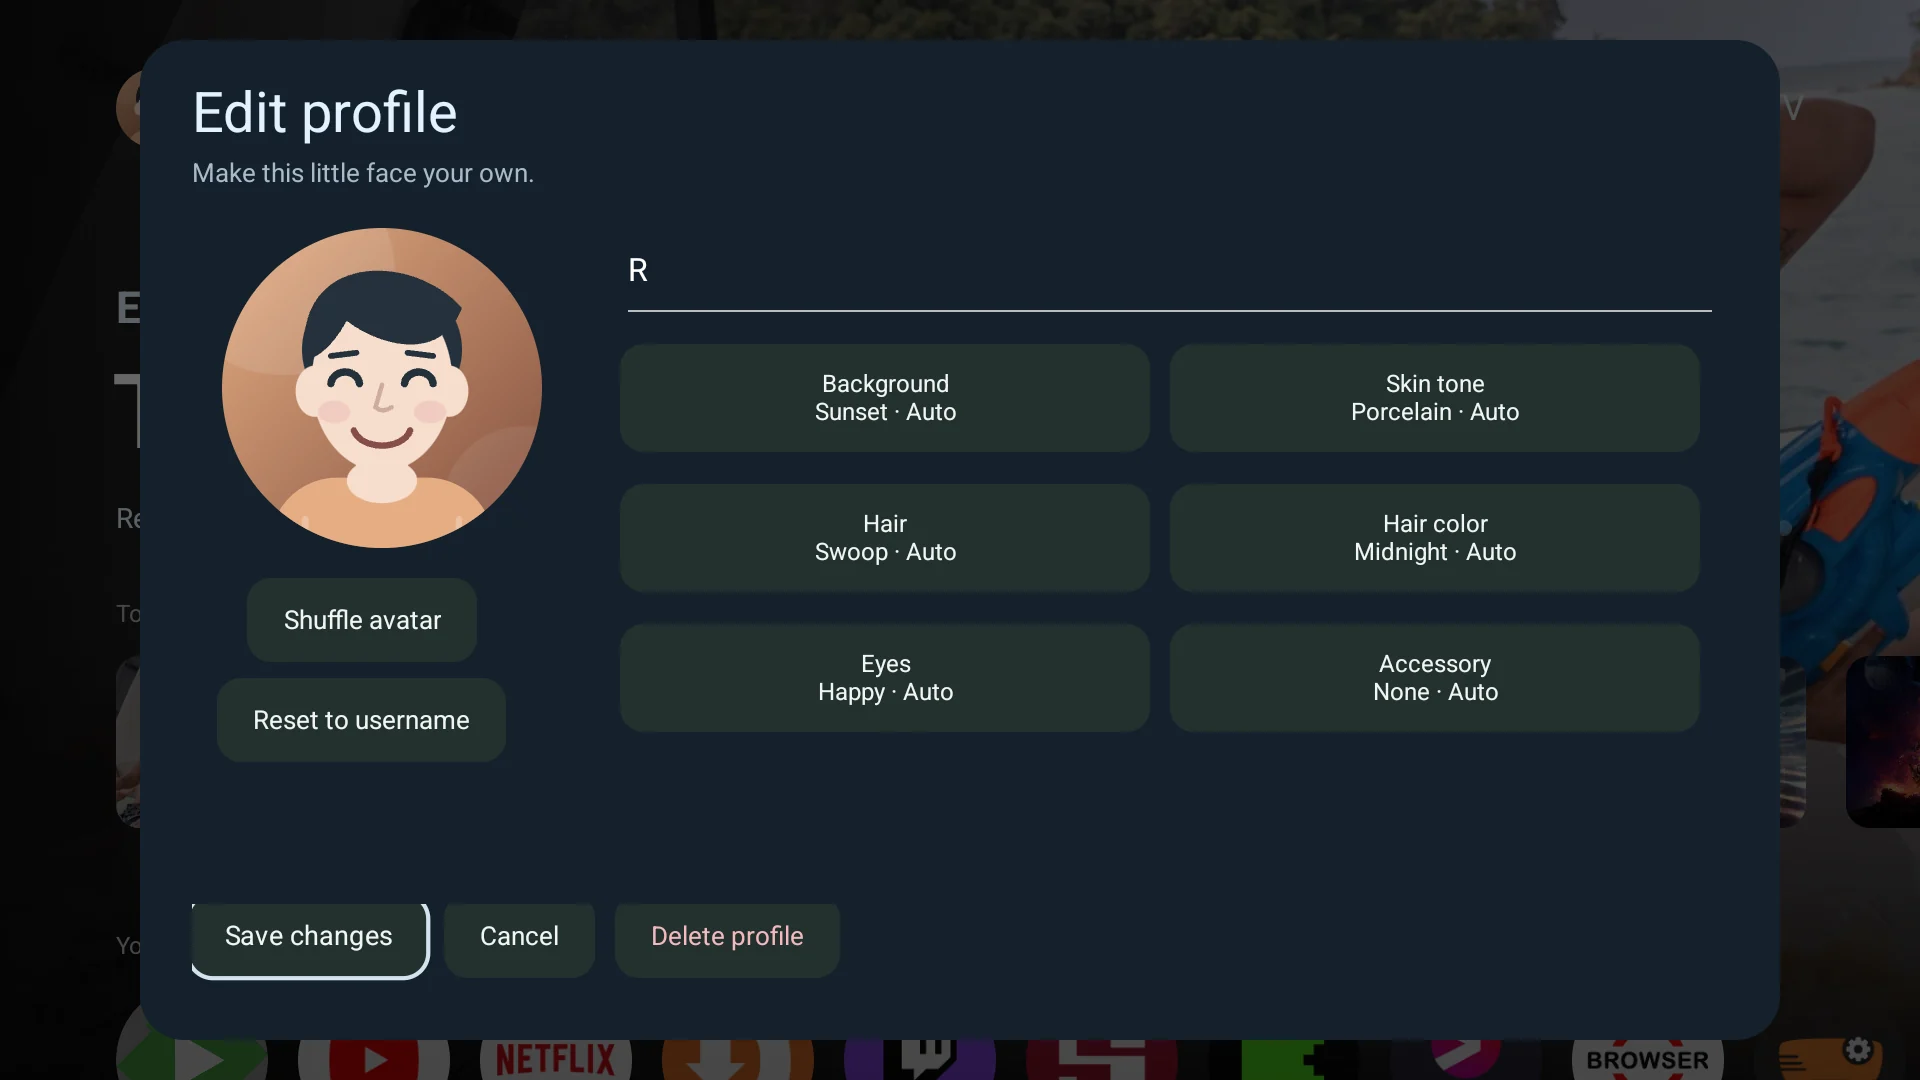 Edit profile
Make this little face your own.
R
Background
Sunset · Auto
Skin tone
Porcelain · Auto
Hair
Swoop · Auto
Hair color
Midnight · Auto
Eyes
Happy · Auto
Accessory
None · Auto
Shuffle avatar
Reset to username
Save changes
Cancel
Delete profile
NETFLIX
BROWSER